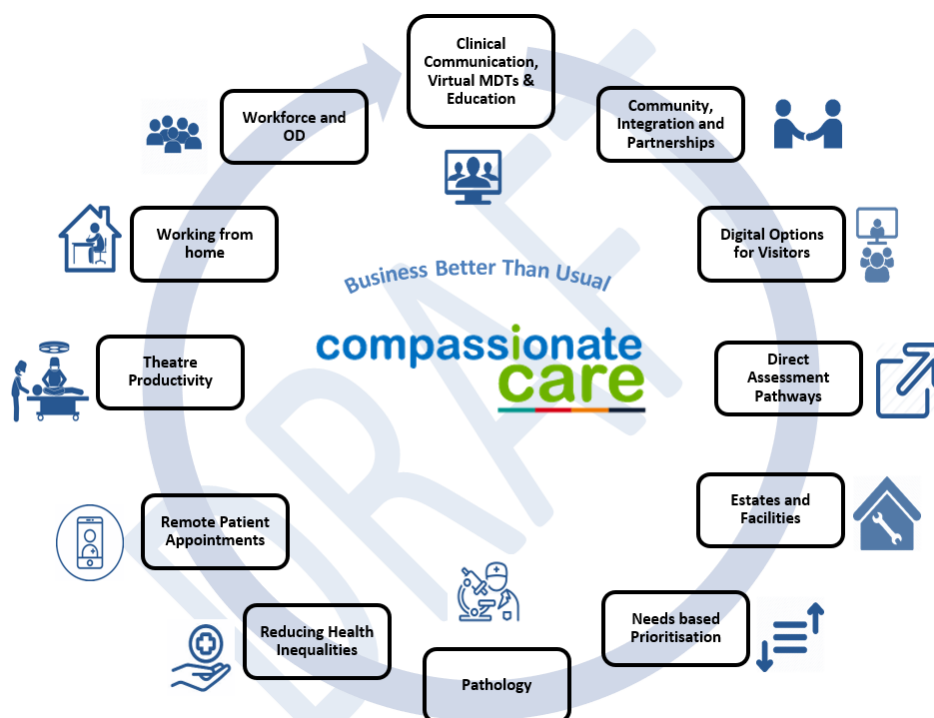 Clinical
Communication,
Virtual MDTs &
Education
Community,
Integration and
Partnerships
Digital Options
for Visitors
Direct
Assessment
Pathways
Estates and
Facilities
Needs based
Prioritisation
Pathology
Reducing Health
Inequalities
Remote Patient
Appointments
Theatre
Productivity
Working from
home
Workforce and
OD
Business Better Than Usual
compassionate
care
DRAFT